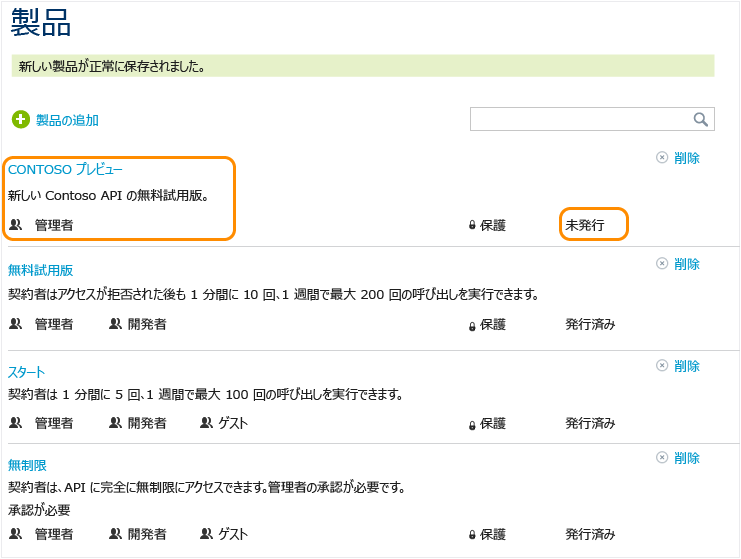 製品
新しい製品が正常に保存されました。
製品の追加
CONTOSO プレビュー 削除
新しい Contoso API の無料試用版。
管理者 保護 未発行
無料試用版 削除
契約者はアクセスが拒否された後も 1 分間に 10 回、1 週間で最大 200 回の呼び出しを実行できます。
管理者 開発者 保護 発行済み
スタート 削除
契約者は 1 分間に 5 回、1 週間で最大 100 回の呼び出しを実行できます。
管理者 開発者 ゲスト 保護 発行済み
無制限 削除
契約者は、API に完全に無制限にアクセスできます。管理者の承認が必要です。
承認が必要
管理者 開発者 ゲスト 保護 発行済み